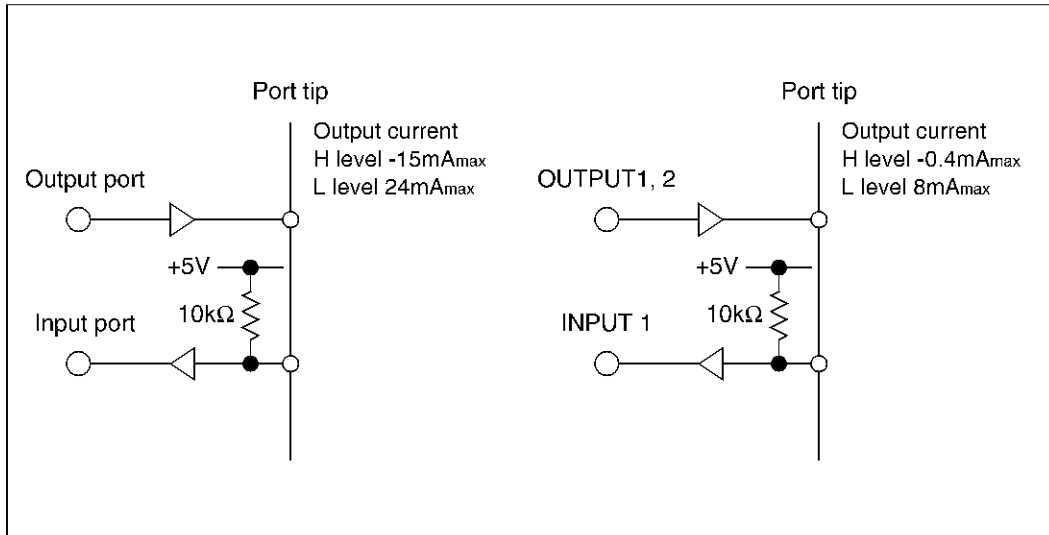 Port tip
Output current
H level -15mAmax
L level 24mAmax
Output port
+5V
10kΩ
Input port
Port tip
Output current
H level -0.4mAmax
L level 8mAmax
OUTPUT1, 2
+5V
10kΩ
INPUT 1